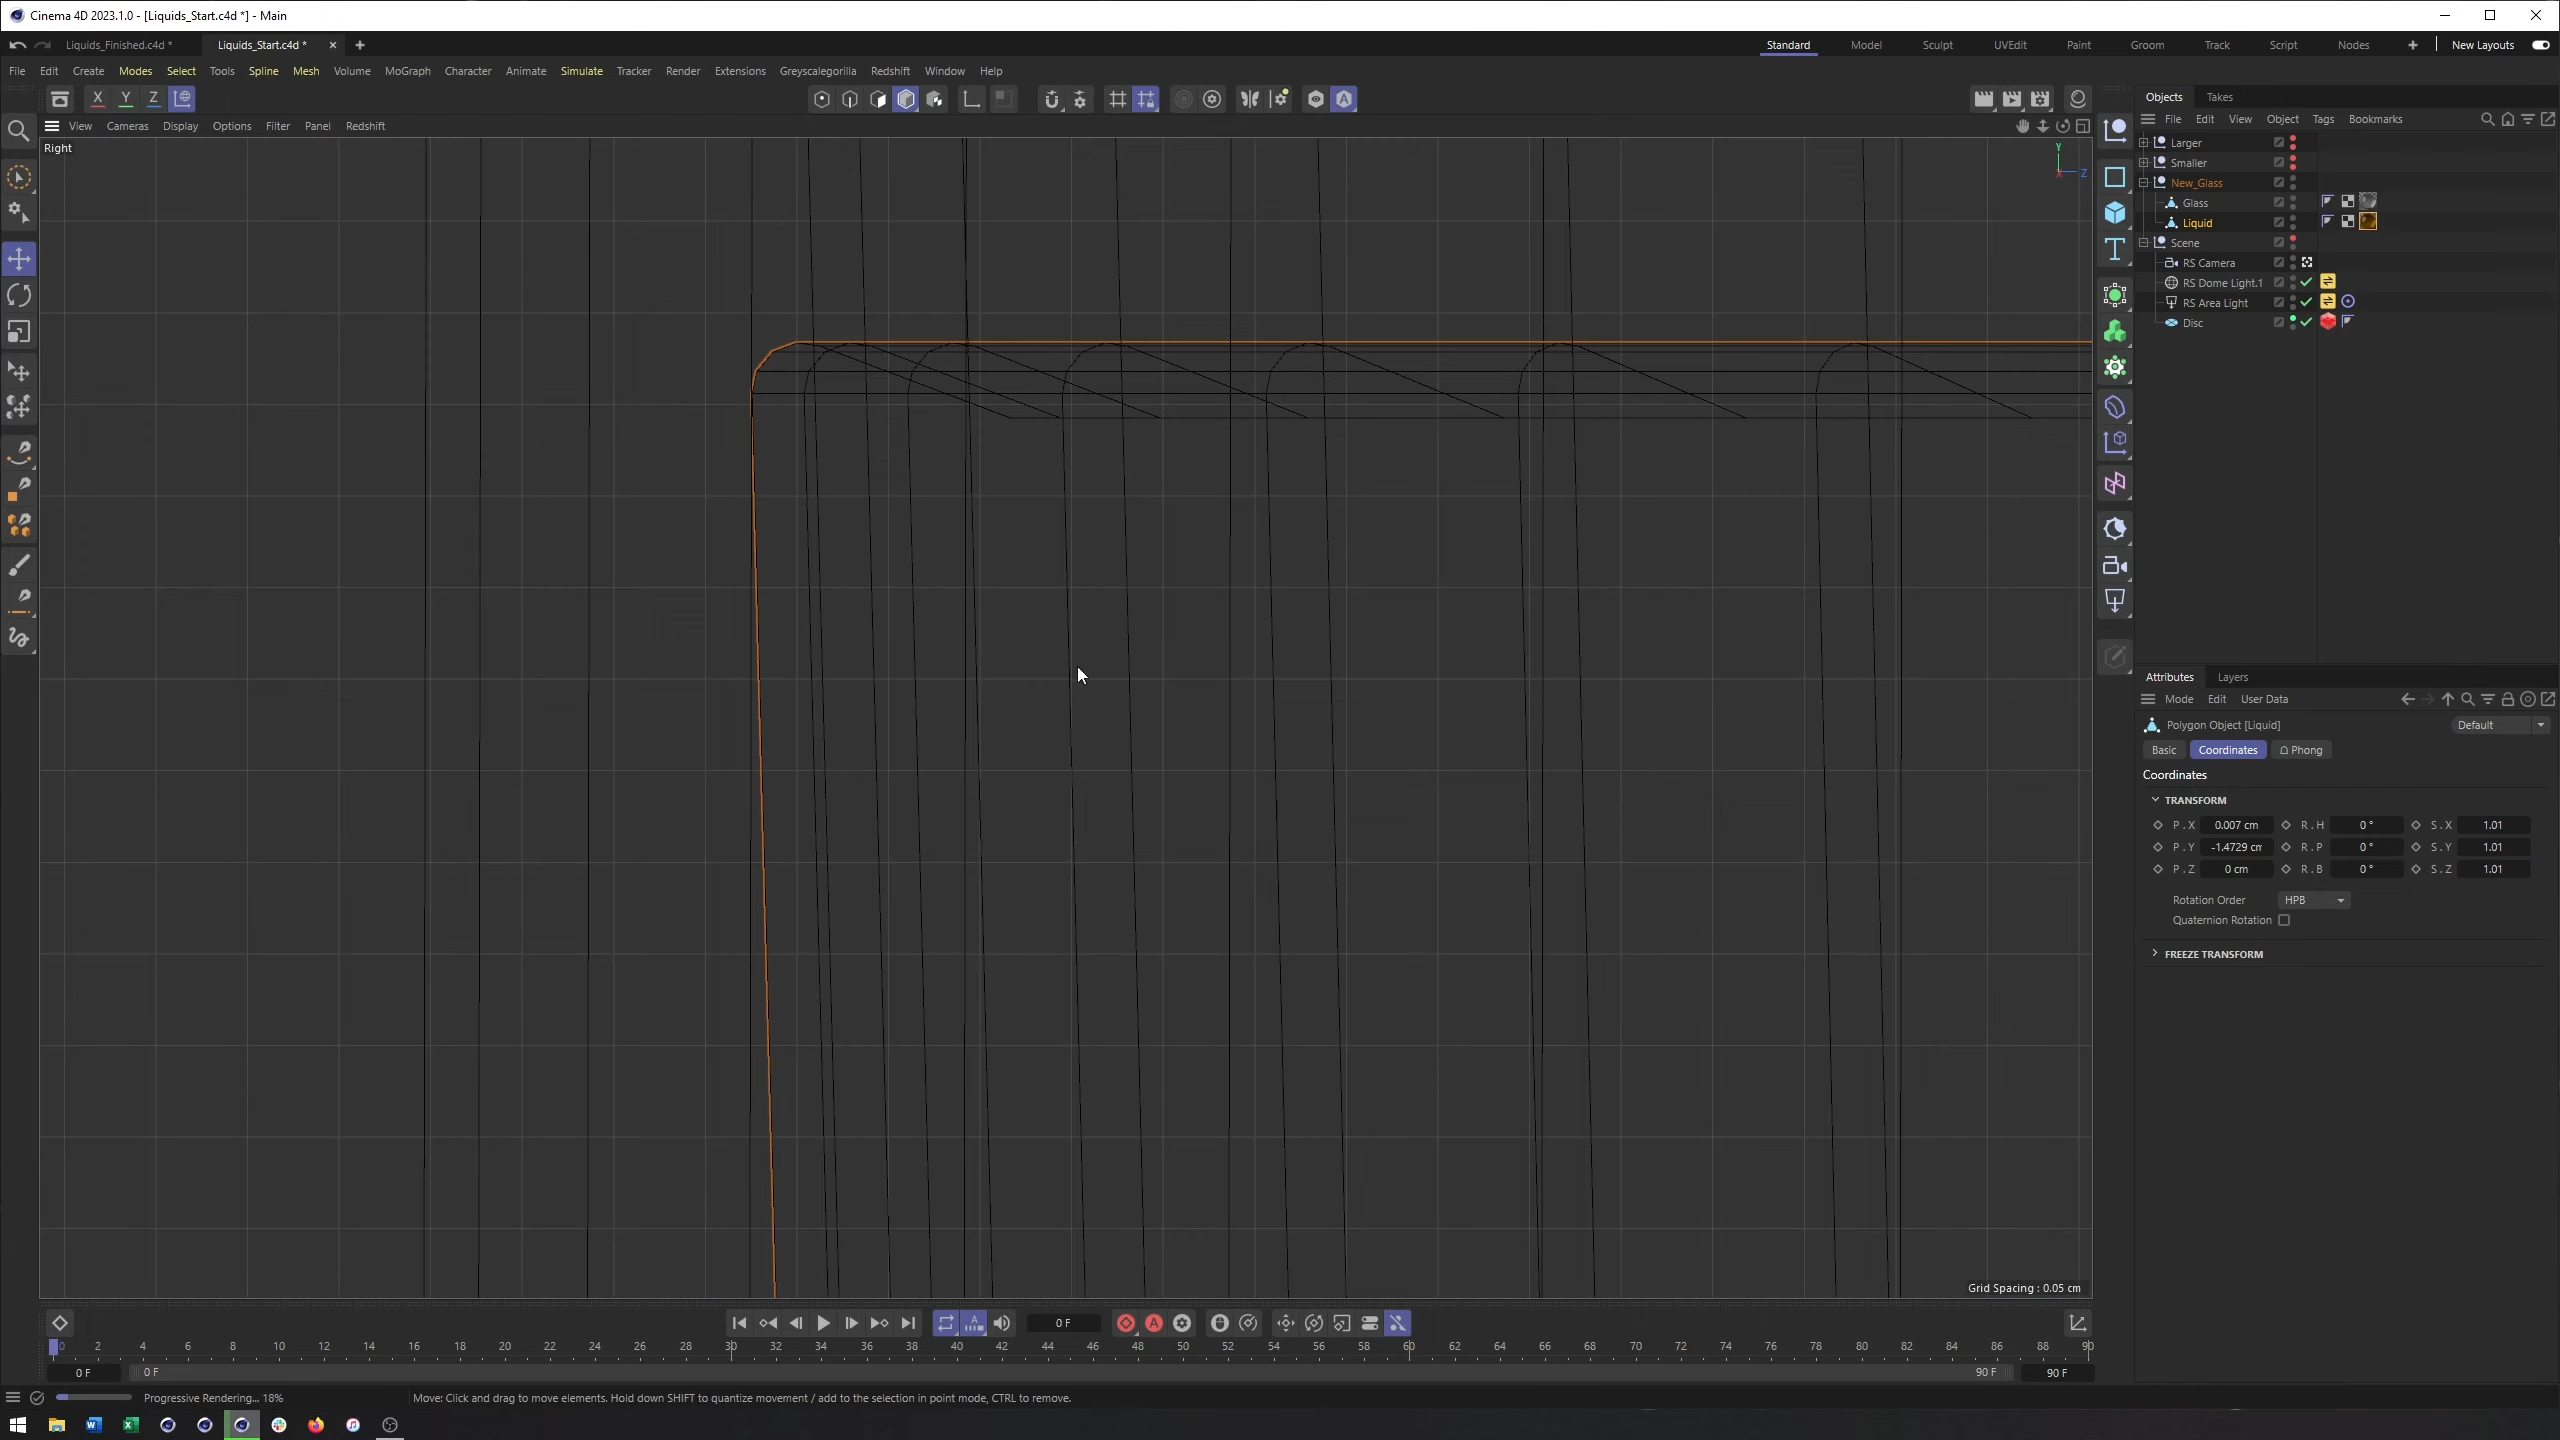 Cinema 4D 2023.1.0 - [Liquids_Start.c4d *] - Main
Liquids_Finished.c4d *
Liquids_Start.c4d *
Standard
Model
Sculpt
UVEdit
Paint
Groom
Track
Script
Nodes
New Layouts
File Edit Create Modes Select Tools Spline Mesh Volume MoGraph Character Animate Simulate Tracker Render Extensions Greyscalegorilla Redshift Window Help
X Y Z
Objects Takes
File Edit View Object Tags Bookmarks
View Cameras Display Options Filter Panel Redshift
Right
Y
X Z
Larger
Smaller
New_Glass
Glass
Liquid
Scene
RS Camera
RS Dome Light.1
RS Area Light
Disc
Attributes Layers
Mode Edit User Data
Polygon Object [Liquid]
Default
Basic Coordinates Phong
Coordinates
TRANSFORM
P . X 0.007 cm R . H 0 ° S . X 1.01
P . Y -1.4729 cm R . P 0 ° S . Y 1.01
P . Z 0 cm R . B 0 ° S . Z 1.01
Rotation Order HPB
Quaternion Rotation
FREEZE TRANSFORM
Grid Spacing : 0.05 cm
0 F
0 2 4 6 8 10 12 14 16 18 20 22 24 26 28 30 32 34 36 38 40 42 44 46 48 50 52 54 56 58 60 62 64 66 68 70 72 74 76 78 80 82 84 86 88 90
0 F 0 F 90 F 90 F
Progressive Rendering... 18%
Move: Click and drag to move elements. Hold down SHIFT to quantize movement / add to the selection in point mode, CTRL to remove.